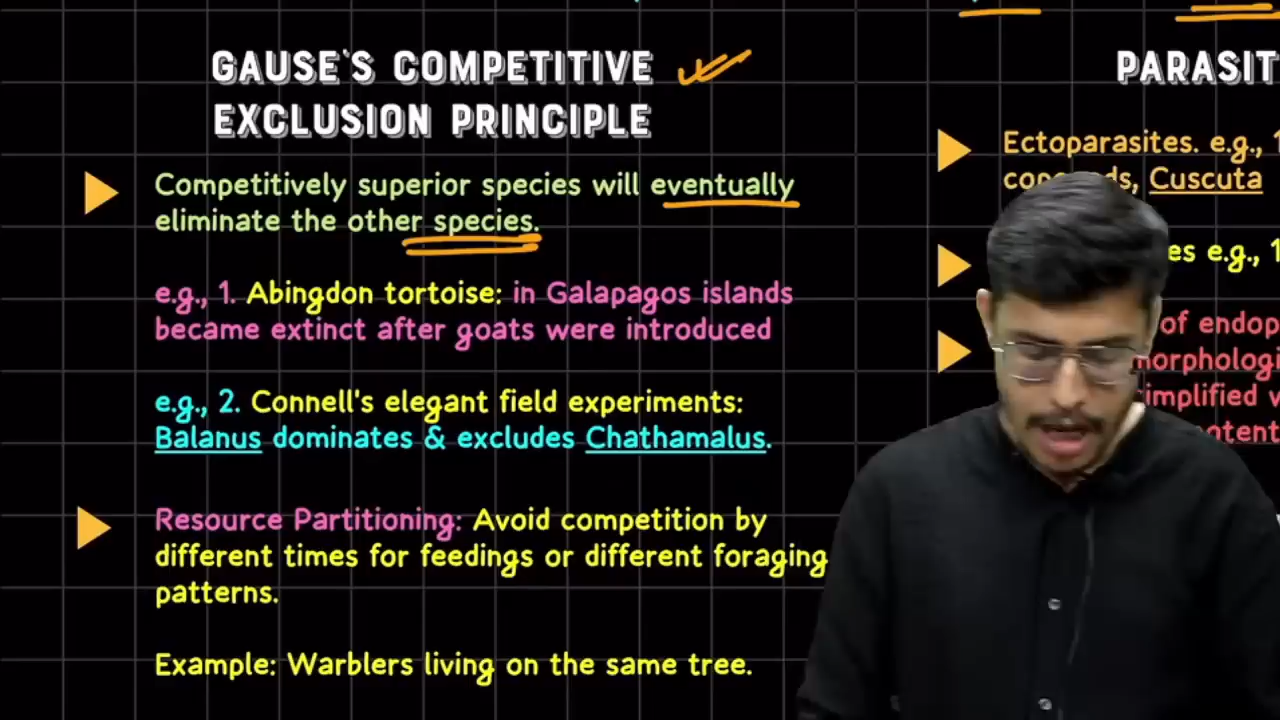 GAUSE'S COMPETITIVE
EXCLUSION PRINCIPLE
Competitively superior species will eventually
eliminate the other species.
e.g., 1. Abingdon tortoise: in Galapagos islands
became extinct after goats were introduced
e.g., 2. Connell's elegant field experiments:
Balanus dominates & excludes Chathamalus.
Resource Partitioning: Avoid competition by
different times for feedings or different foraging
patterns.
Example: Warblers living on the same tree.
PARASIT
Ectoparasites. e.g., 1
Cuscuta
es e.g., 1
of endop
morphologi
implified